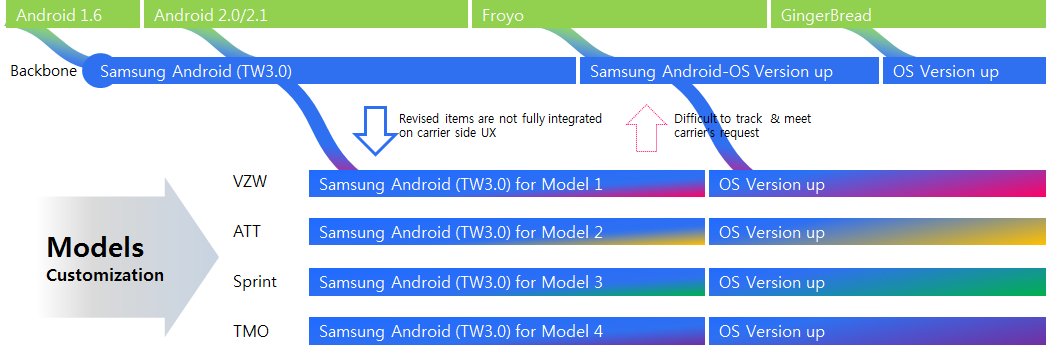 Android 1.6
Android 2.0/2.1
Froyo
GingerBread
Backbone
Samsung Android (TW3.0)
Samsung Android-OS Version up
OS Version up
Revised items are not fully integrated
on carrier side UX
Difficult to track & meet
carrier's request
Models
Customization
VZW
Samsung Android (TW3.0) for Model 1
OS Version up
ATT
Samsung Android (TW3.0) for Model 2
OS Version up
Sprint
Samsung Android (TW3.0) for Model 3
OS Version up
TMO
Samsung Android (TW3.0) for Model 4
OS Version up